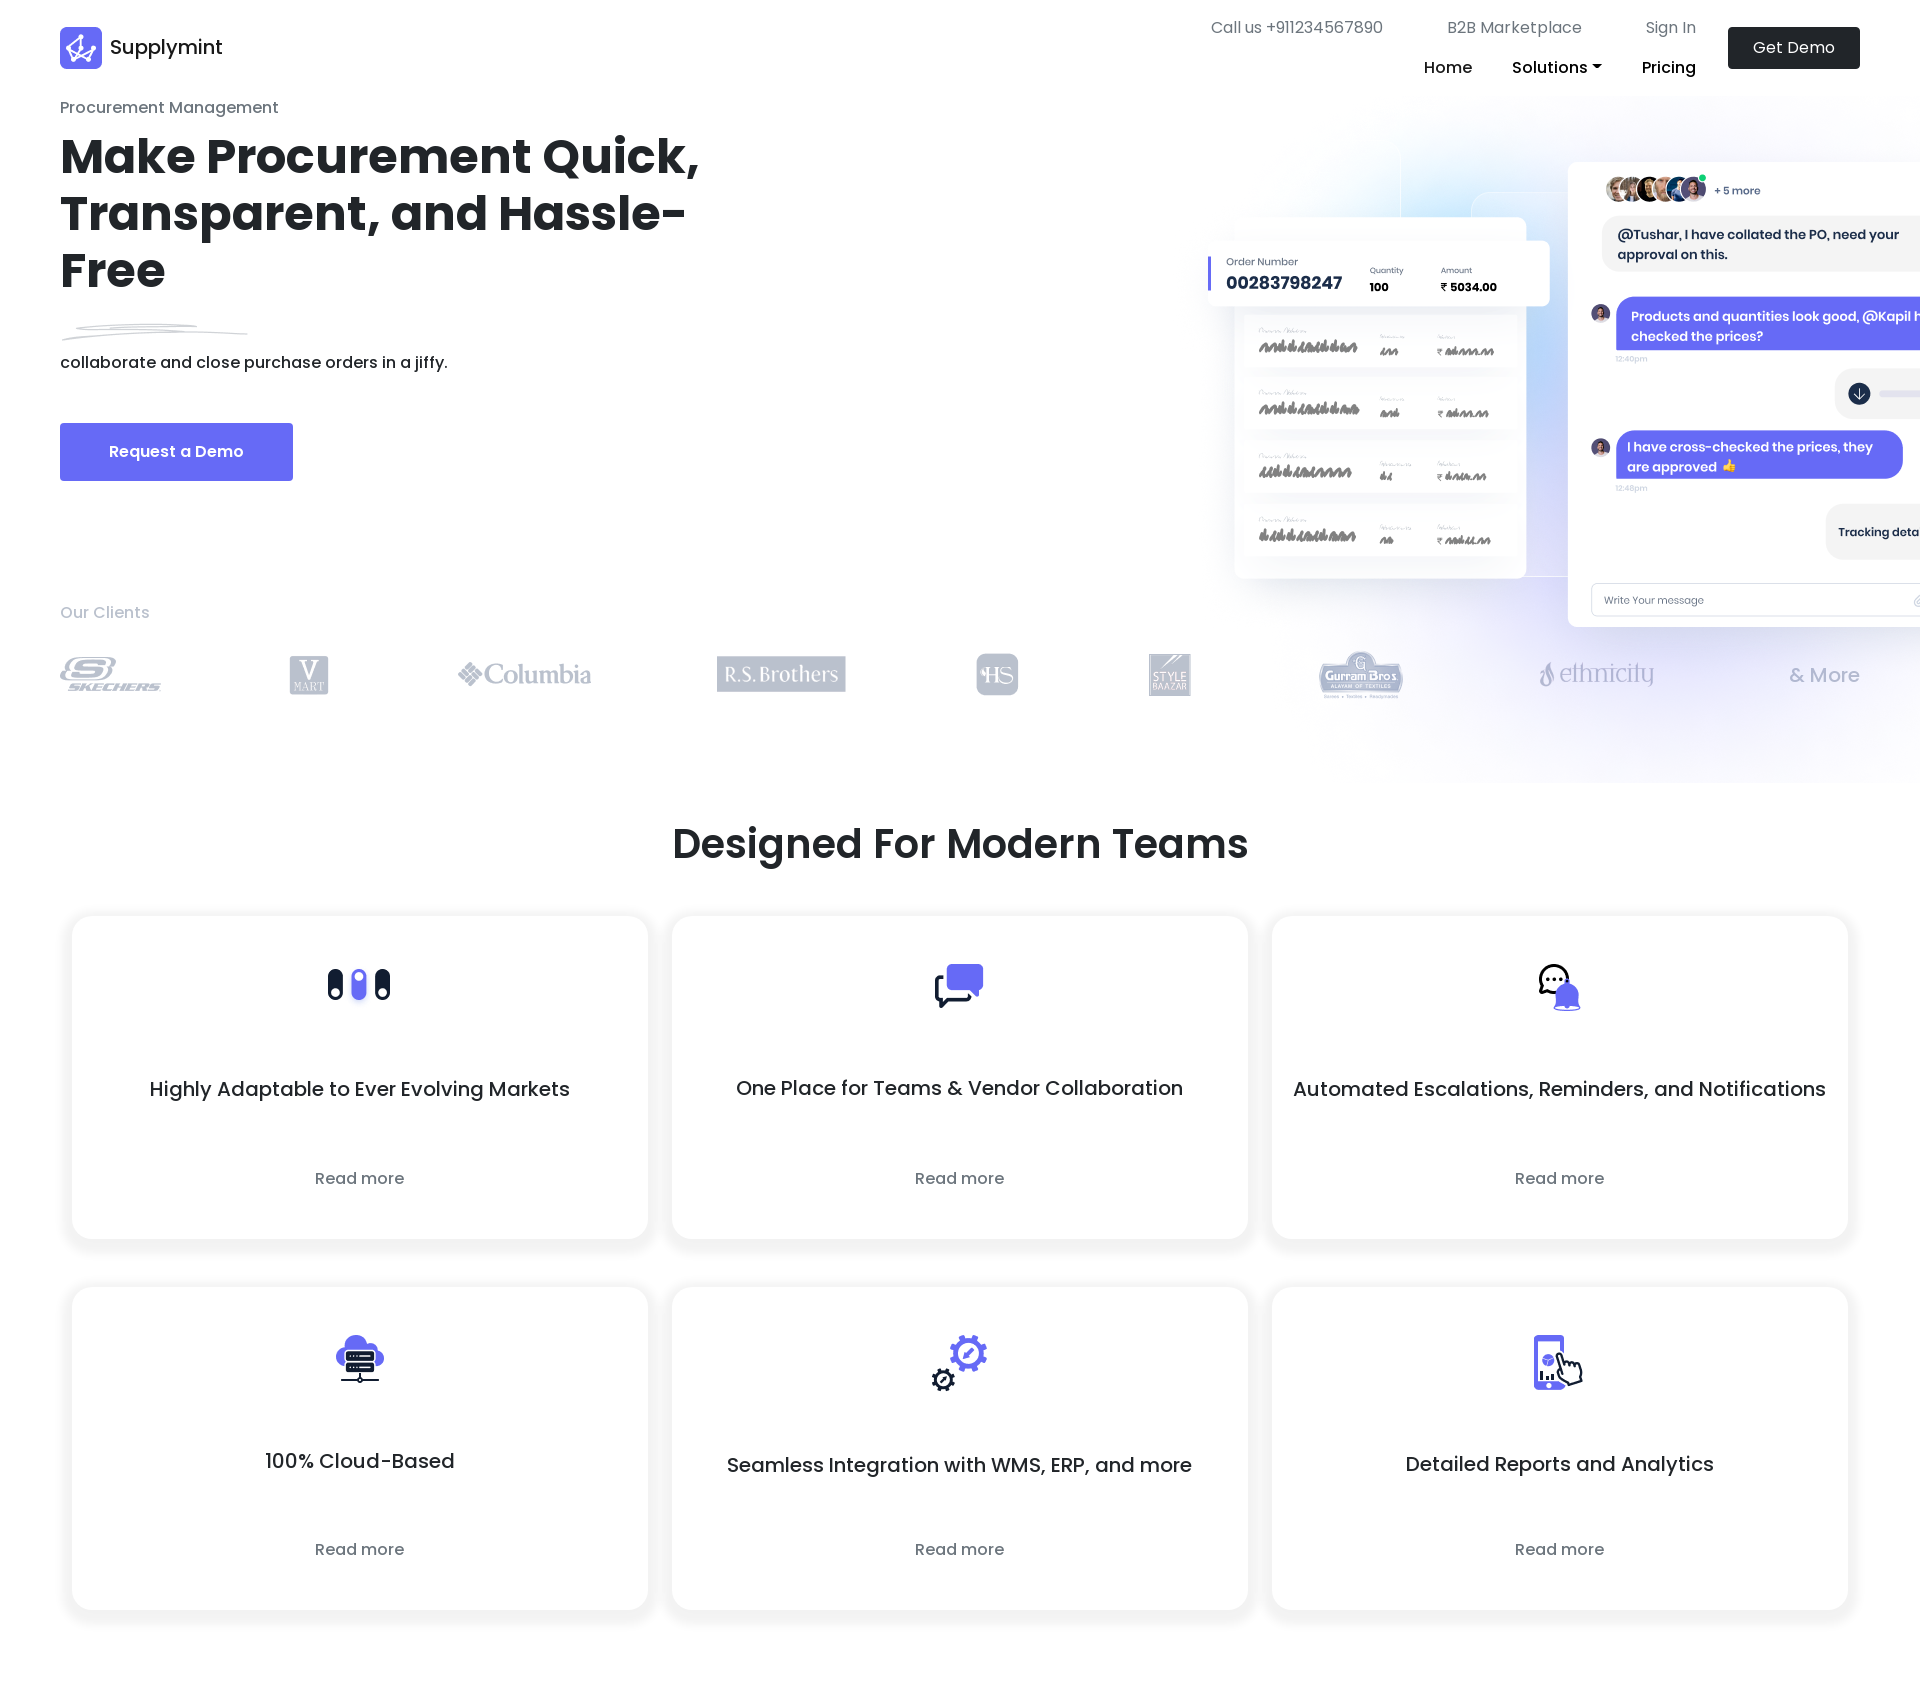 Supplymint
Call us +911234567890
B2B Marketplace
Sign In
Home
Solutions
Pricing
Get Demo
Procurement Management
Make Procurement Quick,
Transparent, and Hassle-
Free
collaborate and close purchase orders in a jiffy.
Request a Demo
Order Number
00283798247
Quantity
100
Amount
₹ 5034.00
+ 5 more
@Tushar, I have collated the PO, need your
approval on this.
Products and quantities look good, @Kapil
checked the prices?
12:40pm
I have cross-checked the prices, they
are approved 👍
12:48pm
Tracking
Write Your message
Our Clients
SKECHERS
V
MART
Columbia
R.S. Brothers
HS
STYLE
BAAZAR
G
Gurram Bros
ALAYAM OF TEXTILES
ethnicity
& More
Designed For Modern Teams
Highly Adaptable to Ever Evolving Markets
Read more
One Place for Teams & Vendor Collaboration
Read more
Automated Escalations, Reminders, and Notifications
Read more
100% Cloud-Based
Read more
Seamless Integration with WMS, ERP, and more
Read more
Detailed Reports and Analytics
Read more